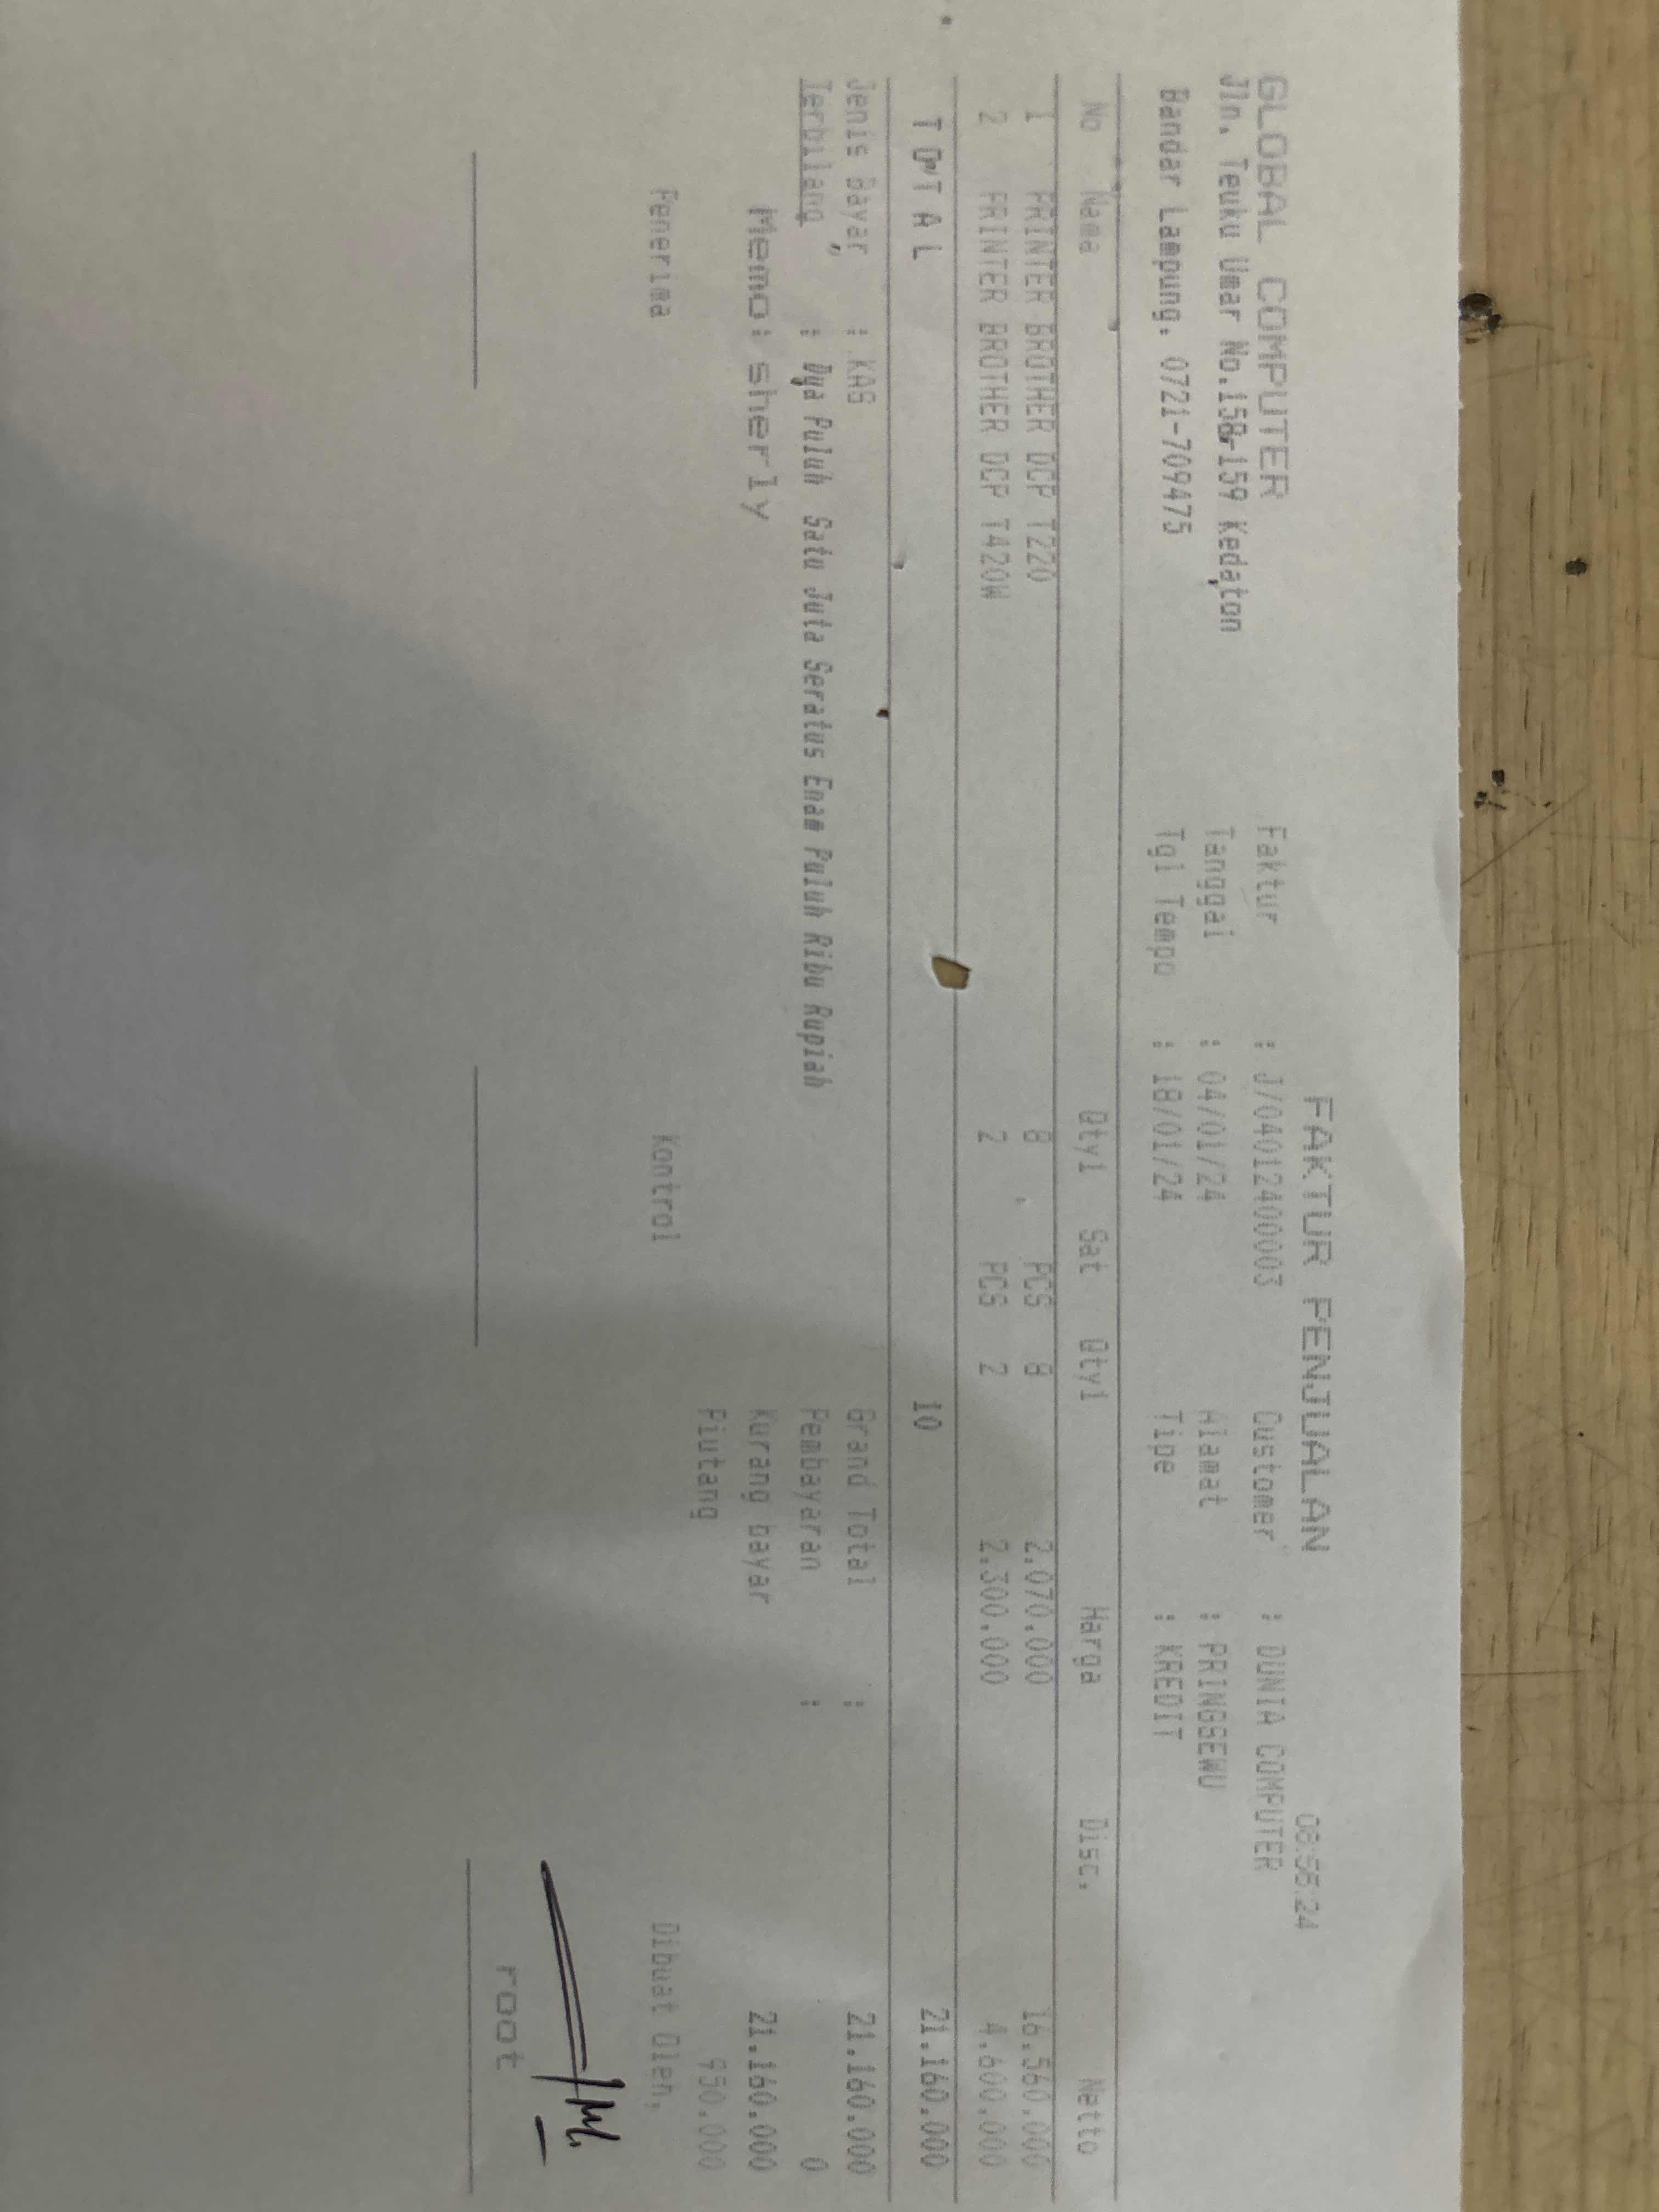 FAKTUR PENJUALAN 08:58:24
GLOBAL COMPUTER Faktur : J/0401240003 Customer : DUNIA COMPUTER
Jln. Teuku Umar No.158-159 Kedaton Tanggal : 04/01/24 Alamat : PRINGSEWU
Bandar Lampung. 0721-709475 Tgl Tempo : 18/01/24 Tipe : KREDIT
No Nama Qty1 Sat Qty1 Harga Disc. Netto
1 PRINTER BROTHER DCP T220 8 PCS 8 2.070.000 16.560.000
2 PRINTER BROTHER DCP T420W 2 PCS 2 2.300.000 4.600.000
T O T A L 10 21.160.000
Jenis Bayar : KAS Grand Total : 21.160.000
Terbilang : Dua Puluh Satu Juta Seratus Enam Puluh Ribu Rupiah Pembayaran : 0
Memo: sherly Kurang bayar 21.160.000
Piutang 950.000
Penerima Kontrol Dibuat Oleh,
root